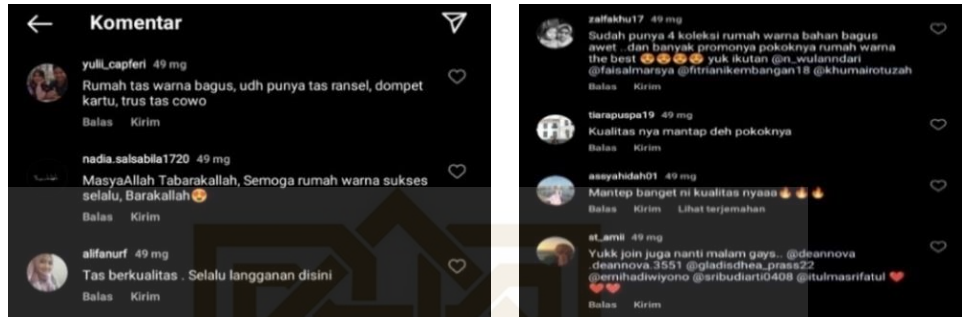 Komentar
yulii_capferi 49 mg
Rumah tas warna bagus, udh punya tas ransel, dompet
kartu, trus tas cowo
Balas Kirim
nadia.salsabila1720 49 mg
MasyaAllah Tabarakallah, Semoga rumah warna sukses
selalu, Barakallah😍
Balas Kirim
alifanurf 49 mg
Tas berkualitas . Selalu langganan disini
Balas Kirim
zalfakhu17 49 mg
Sudah punya 4 koleksi rumah warna bahan bagus
awet ..dan banyak promonya pokoknya rumah warna
the best 😍😍😍😍 yuk ikutan @n_wulanndari
@faisalmarsya @fitrianikembangan18 @khumairotuzah
Balas Kirim
tiarapuspa19 49 mg
Kualitas nya mantap deh pokoknya
Balas Kirim
assyahidah01 49 mg
Mantep banget ni kualitas nyaaa🔥🔥🔥
Balas Kirim Lihat terjemahan
st_amii 49 mg
Yukk join juga nanti malam gays.. @deannova
.deannova.3551 @gladisdhea_prass22
@ernihadiwiyono @sribudiarti0408 @itulmasrifatul ❤️
❤️❤️
Balas Kirim